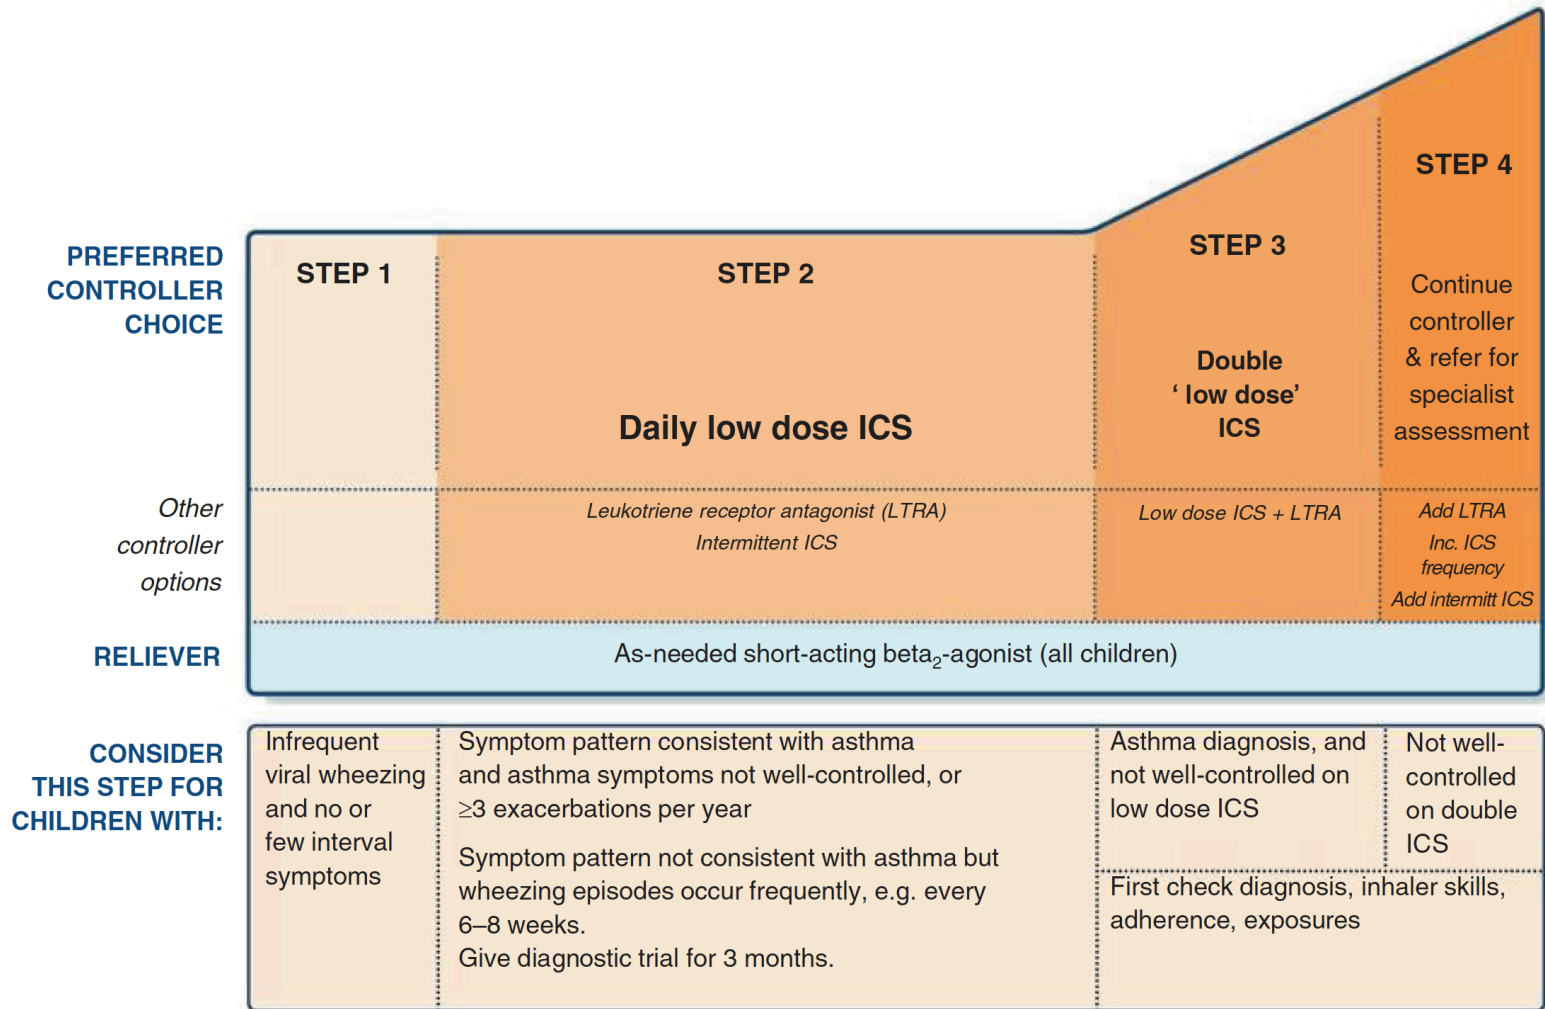 PREFERRED
CONTROLLER
CHOICE
STEP 1
STEP 2
Daily low dose ICS
STEP 3
Double
‘ low dose’
ICS
STEP 4
Continue
controller
& refer for
specialist
assessment
Other
controller
options
Leukotriene receptor antagonist (LTRA)
Intermittent ICS
Low dose ICS + LTRA
Add LTRA
Inc. ICS
frequency
Add intermitt ICS
RELIEVER
As-needed short-acting beta₂-agonist (all children)
CONSIDER
THIS STEP FOR
CHILDREN WITH:
Infrequent
viral wheezing
and no or
few interval
symptoms
Symptom pattern consistent with asthma
and asthma symptoms not well-controlled, or
≥3 exacerbations per year
Symptom pattern not consistent with asthma but
wheezing episodes occur frequently, e.g. every
6–8 weeks.
Give diagnostic trial for 3 months.
Asthma diagnosis, and
not well-controlled on
low dose ICS
Not well-
controlled
on double
ICS
First check diagnosis, inhaler skills,
adherence, exposures